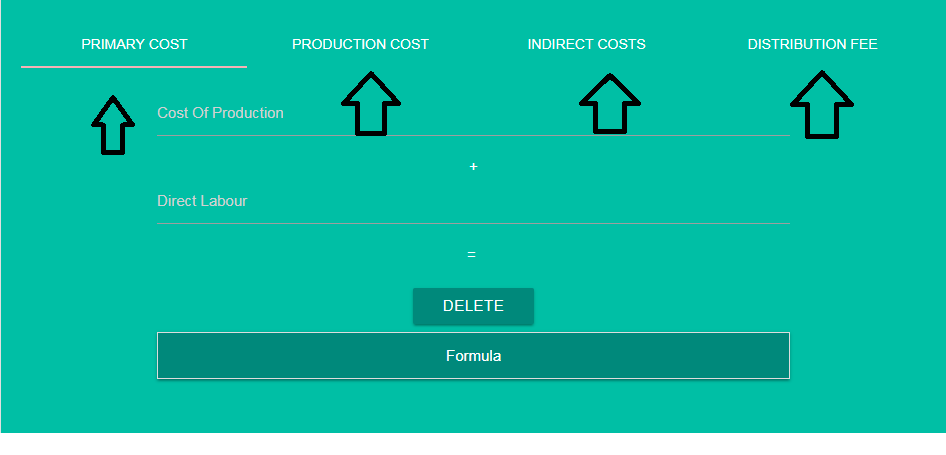 PRIMARY COST PRODUCTION COST INDIRECT COSTS DISTRIBUTION FEE
Cost Of Production
+
Direct Labour
=
DELETE
Formula